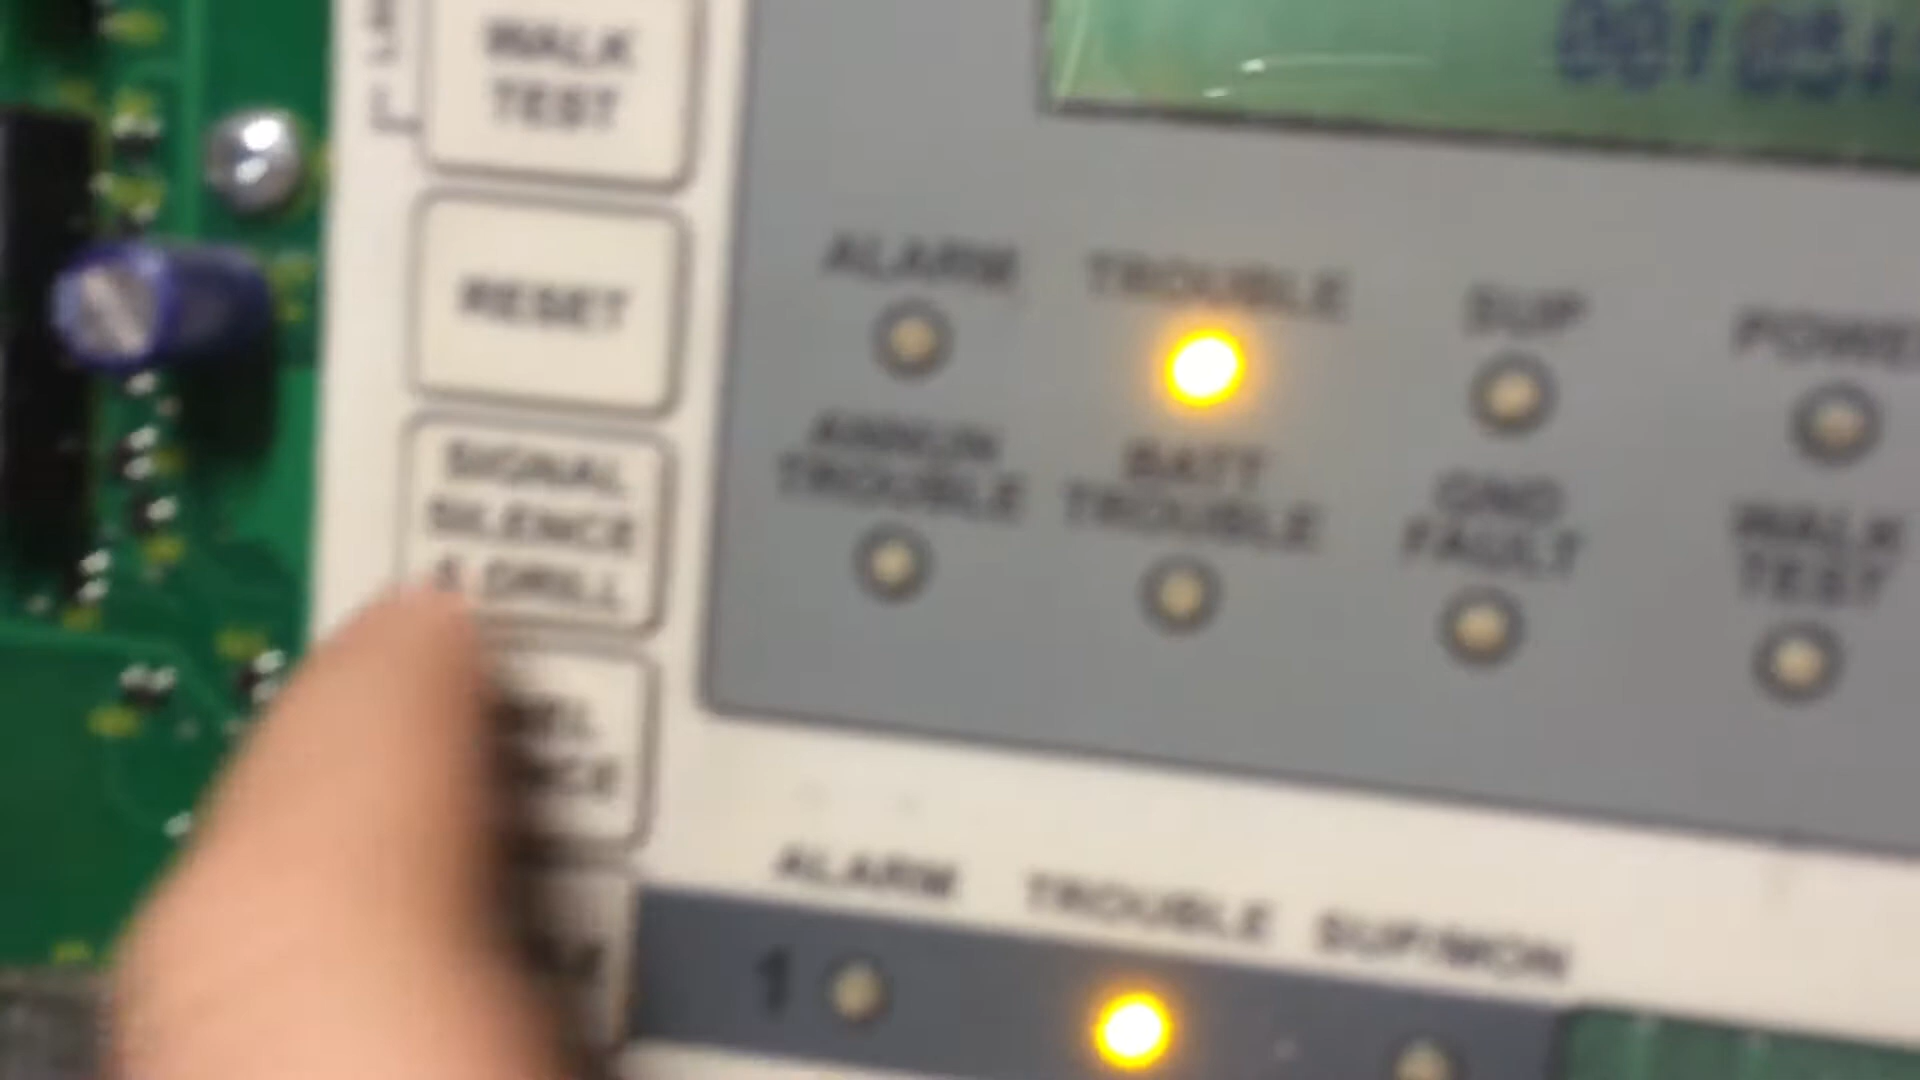 WALK
TEST
RESET
SIGNAL
SILENCE
& DRILL
ALARM
TROUBLE
SUP
ANNUN
TROUBLE
BATT
TROUBLE
GND
FAULT
WALK
TEST
ALARM
TROUBLE
SUP/MON
1